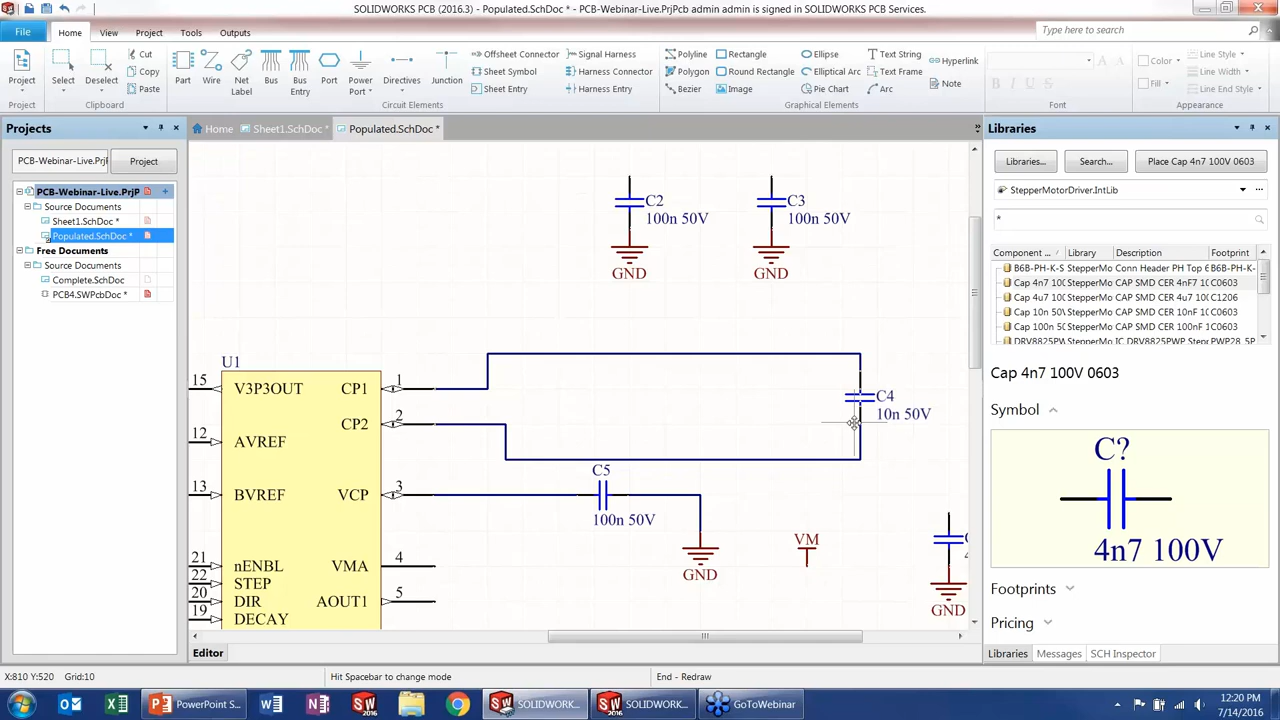 SOLIDWORKS PCB (2016.3) - Populated.SchDoc * - PCB-Webinar-Live.PrjPcb admin admin is signed in SOLIDWORKS PCB Services.
File Home View Project Tools Outputs
Type here to search
Project Select Deselect Cut Copy Paste
Part Wire Net Label Bus Bus Entry Port Power Port Directives Junction
Offsheet Connector Sheet Symbol Sheet Entry
Signal Harness Harness Connector Harness Entry
Polyline Polygon Bezier
Rectangle Round Rectangle Image
Ellipse Elliptical Arc Pie Chart
Text String Text Frame Arc
Hyperlink Note
B I U S
Color Fill
Line Style Line Width Line End Style
Project Clipboard Circuit Elements Graphical Elements Font Appearance
Projects
Home Sheet1.SchDoc * Populated.SchDoc *
PCB-Webinar-Live.PrjF Project
PCB-Webinar-Live.PrjP
Source Documents
Sheet1.SchDoc *
Populated.SchDoc *
Free Documents
Source Documents
Complete.SchDoc
PCB4.SWPcbDoc *
C2
100n 50V
GND
C3
100n 50V
GND
U1
15 V3P3OUT CP1 1
CP2 2
12 AVREF
13 BVREF VCP 3
21 nENBL VMA 4
22 STEP
20 DIR AOUT1 5
19 DECAY
C4
10n 50V
C5
100n 50V
GND
VM
GND
Libraries
Libraries... Search... Place Cap 4n7 100V 0603
StepperMotorDriver.IntLib
*
Component ... Library Description Footprint
B6B-PH-K-S StepperMo Conn Header PH Top E B6B-PH-K-
Cap 4n7 100 StepperMo CAP SMD CER 4nF7 10 C0603
Cap 4u7 100 StepperMo CAP SMD CER 4u7 10 C1206
Cap 10n 50V StepperMo CAP SMD CER 10nF 10 C0603
Cap 100n 50 StepperMo CAP SMD CER 100nF 1 C0603
DRV8825PW StepperMo IC DRV8825PWP Stepp PWP28_5P
Cap 4n7 100V 0603
Symbol
C?
4n7 100V
Footprints
Pricing
Editor
Libraries Messages SCH Inspector
X:810 Y:520 Grid:10 Hit Spacebar to change mode End - Redraw
PowerPoint S... SOLIDWORK... SOLIDWORK... GoToWebinar
12:20 PM
7/14/2016